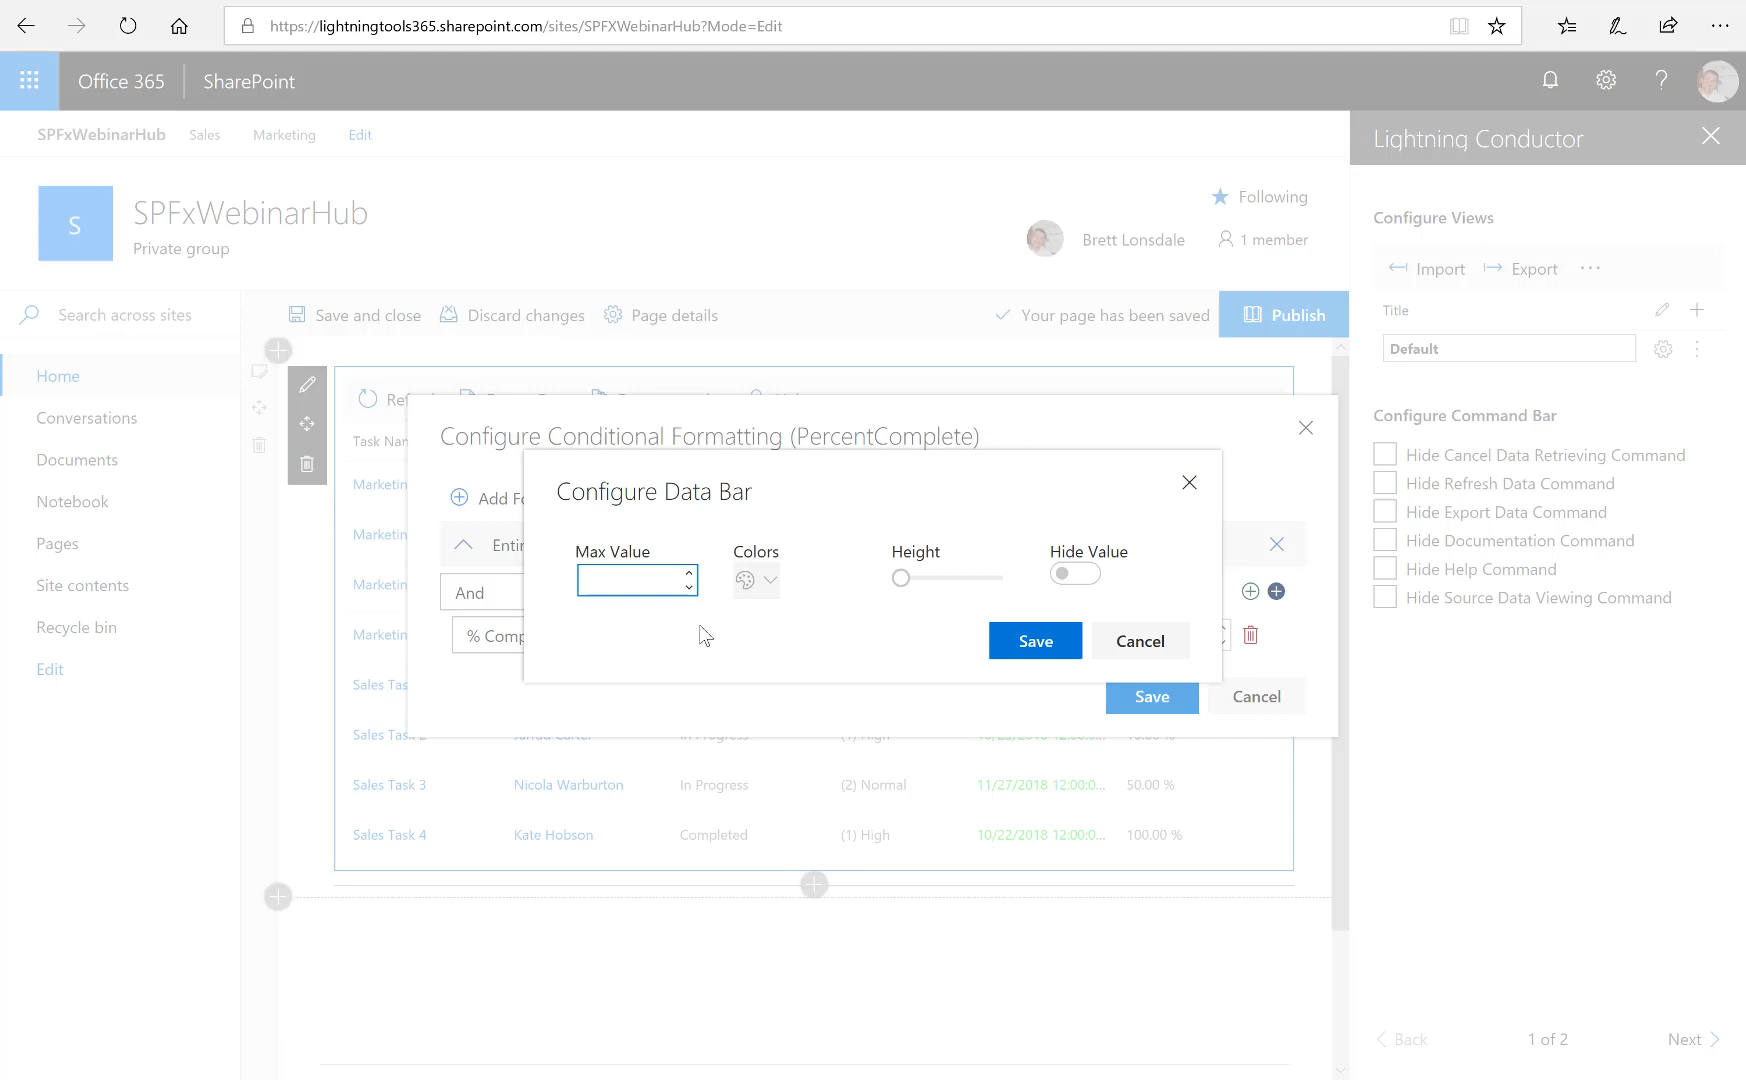 https://lightningtools365.sharepoint.com/sites/SPFXWebinarHub?Mode=Edit
Office 365
SharePoint
SPFxWebinarHub Sales Marketing Edit
Lightning Conductor
S
SPFxWebinarHub
Private group
Following
Brett Lonsdale
1 member
Configure Views
Import Export ...
Search across sites
Save and close
Discard changes
Page details
Your page has been saved
Publish
Title
Default
Home
Conversations
Documents
Notebook
Pages
Site contents
Recycle bin
Edit
Configure Command Bar
Hide Cancel Data Retrieving Command
Hide Refresh Data Command
Hide Export Data Command
Hide Documentation Command
Hide Help Command
Hide Source Data Viewing Command
Task Nam
Marketin
Marketin
Marketin
Marketin
Sales Tas
Configure Conditional Formatting (PercentComplete)
Add Fo
Entir
And
% Comp
Configure Data Bar
Max Value
Colors
Height
Hide Value
Save
Cancel
Save
Cancel
Sales Task 3 Nicola Warburton In Progress (2) Normal 11/27/2018 12:00:0... 50.00 %
Sales Task 4 Kate Hobson Completed (1) High 10/22/2018 12:00:0... 100.00 %
Back
1 of 2
Next